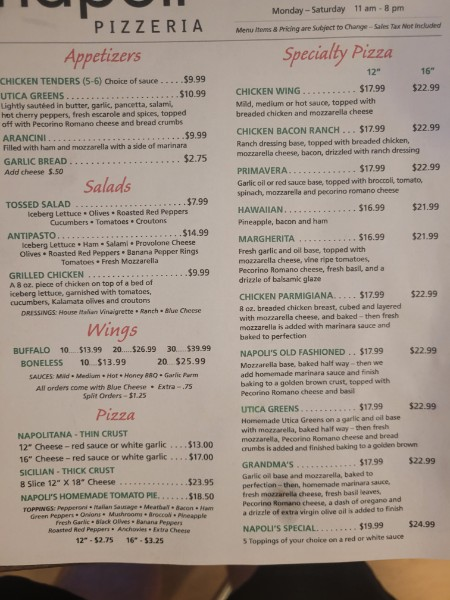 PIZZERIA
Monday – Saturday 11 am - 8 pm
Menu Items & Pricing are Subject to Change – Sales Tax Not Included
Appetizers
CHICKEN TENDERS (5-6) Choice of sauce .....$9.99
UTICA GREENS.......................$10.99
Lightly sautéed in butter, garlic, pancetta, salami,
hot cherry peppers, fresh escarole and spices, topped
off with Pecorino Romano cheese and bread crumbs
ARANCINI ..........................$9.99
Filled with ham and mozzarella with a side of marinara
GARLIC BREAD ......................$2.75
Add cheese $.50
Salads
TOSSED SALAD ......................$7.99
Iceberg Lettuce • Olives • Roasted Red Peppers
Cucumbers • Tomatoes • Croutons
ANTIPASTO..........................$14.99
Iceberg Lettuce • Ham • Salami • Provolone Cheese
Olives • Roasted Red Peppers • Banana Pepper Rings
Tomatoes • Fresh Mozzarella
GRILLED CHICKEN ...................$9.99
A 8 oz. piece of chicken on top of a bed of
iceberg lettuce, garnished with tomatoes,
cucumbers, Kalamata olives and croutons
DRESSINGS: House Italian Vinaigrette • Ranch • Blue Cheese
Wings
BUFFALO 10...$13.99 20....$26.99 30....$39.99
BONELESS 10...$13.99 20...$25.99
SAUCES: Mild • Medium • Hot • Honey BBQ • Garlic Parm
All orders come with Blue Cheese • Extra – .75
Split Orders – $1.25
Pizza
NAPOLITANA - THIN CRUST
12" Cheese – red sauce or white garlic ....$13.00
16" Cheese – red sauce or white garlic ....$17.00
SICILIAN - THICK CRUST
8 Slice 12" X 18" Cheese ...............$23.95
NAPOLI'S HOMEMADE TOMATO PIE......$18.50
TOPPINGS: Pepperoni • Italian Sausage • Meatball • Bacon • Ham
Green Peppers • Onions • Mushrooms • Broccoli • Pineapple
Fresh Garlic • Black Olives • Banana Peppers
Roasted Red Peppers • Anchovies • Extra Cheese
12" - $2.75 16" - $3.25
Specialty Pizza
12" 16"
CHICKEN WING ..............$17.99 $22.99
Mild, medium or hot sauce, topped with
breaded chicken and mozzarella cheese
CHICKEN BACON RANCH ...$17.99 $22.99
Ranch dressing base, topped with breaded chicken,
mozzarella cheese, bacon, drizzled with ranch dressing
PRIMAVERA..................$17.99 $22.99
Garlic oil or red sauce base, topped with broccoli, tomato,
spinach, mozzarella and pecorino romano cheese
HAWAIIAN...................$16.99 $21.99
Pineapple, bacon and ham
MARGHERITA ................$16.99 $21.99
Fresh garlic and oil base, topped with
mozzarella cheese, vine ripe tomatoes,
Pecorino Romano cheese, fresh basil, and a
drizzle of balsamic glaze
CHICKEN PARMIGIANA.....$17.99 $22.99
8 oz. breaded chicken breast, cubed and layered
with mozzarella cheese, and baked – then fresh
mozzarella is added with marinara sauce and
baked to perfection
NAPOLI'S OLD FASHIONED ..$17.99 $22.99
Mozzarella base, baked half way – then we
add homemade marinara sauce and finish
baking to a golden brown crust, topped with
Pecorino Romano cheese and basil
UTICA GREENS..............$17.99 $22.99
Homemade Utica Greens on a garlic and oil base
with mozzarella, baked half way – then fresh
mozzarella, Pecorino Romano cheese and bread
crumbs is added and finished baking to a golden brown
GRANDMA'S .................$17.99 $22.99
Garlic oil base and mozzarella, baked to
perfection – then, homemade marinara sauce,
fresh mozzarella cheese, fresh basil leaves,
Pecorino Romano cheese, a dash of oregano and
a drizzle of extra virgin olive oil is added to finish
NAPOLI'S SPECIAL...........$19.99 $24.99
5 Toppings of your choice on a red or white sauce